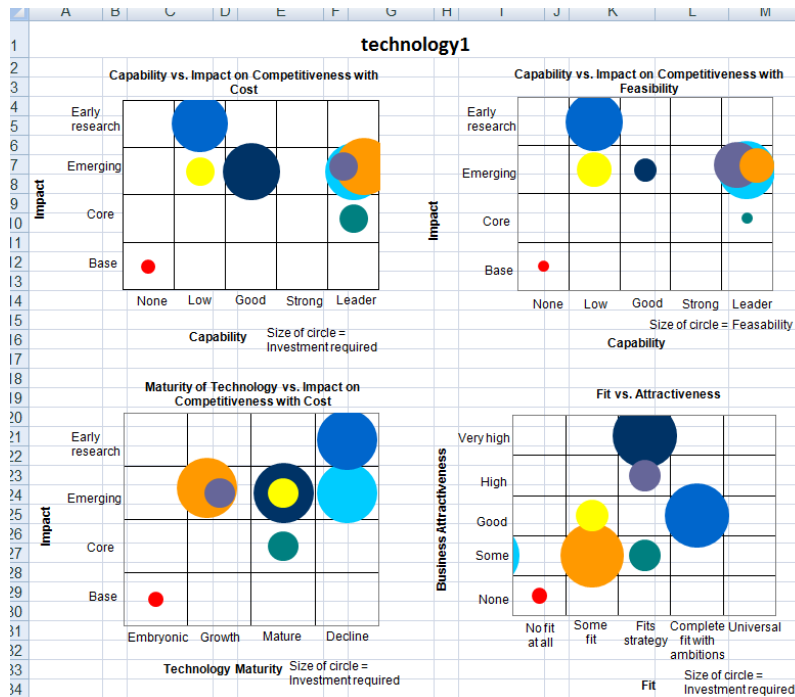 A B C D E F G H I J K L M
1 technology1
2
3
4
5
6
7
8
9
10
11
12
13
14
15
16
17
18
19
20
21
22
23
24
25
26
27
28
29
30
31
32
33
34
Capability vs. Impact on Competitiveness with
Cost
Early
research
Emerging
Core
Base
Impact
None Low Good Strong Leader
Capability
Size of circle =
Investment required
Capability vs. Impact on Competitiveness with
Feasibility
Early
research
Emerging
Core
Base
Impact
None Low Good Strong Leader
Size of circle = Feasability
Capability
Maturity of Technology vs. Impact on
Competitiveness with Cost
Early
research
Emerging
Core
Base
Impact
Embryonic Growth Mature Decline
Technology Maturity
Size of circle =
Investment required
Fit vs. Attractiveness
Very high
High
Good
Some
None
Business Attractiveness
No fit
at all
Some
fit
Fits
strategy
Complete
fit with
ambitions
Universal
Fit
Size of circle =
Investment required